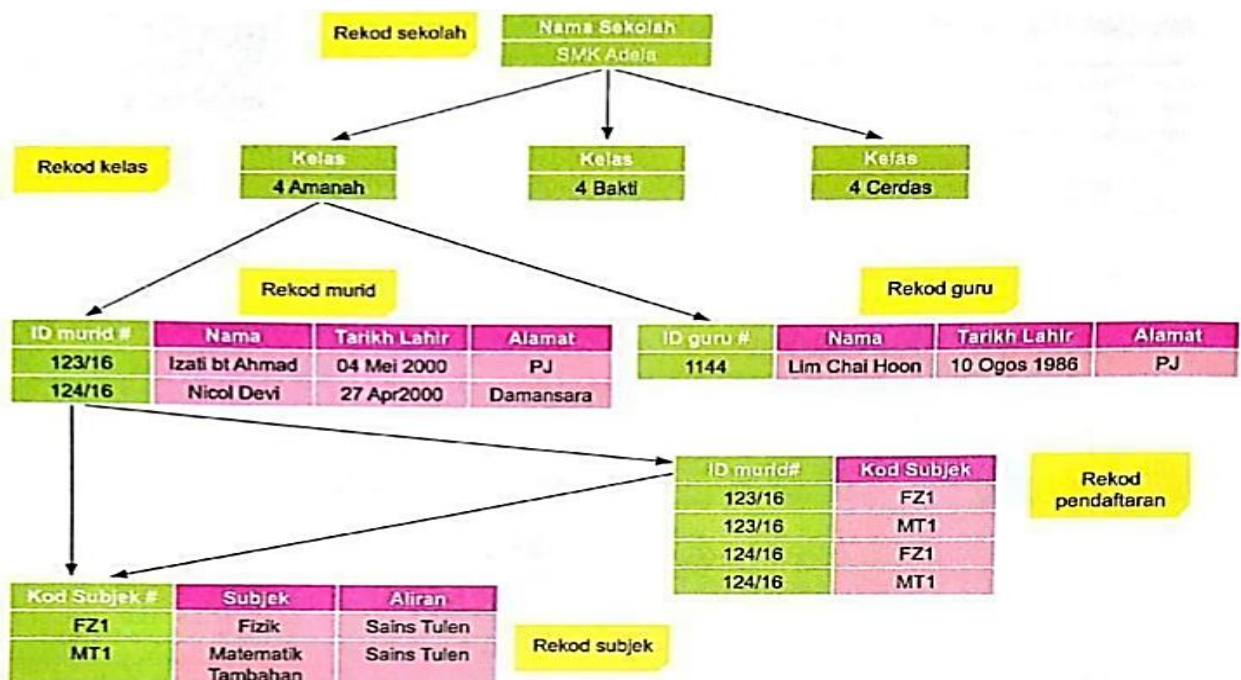 Rekod sekolah
Nama Sekolah
SMK Adela
Rekod kelas
Kelas
4 Amanah
Kelas
4 Bakti
Kelas
4 Cerdas
Rekod murid
Rekod guru
ID murid # Nama Tarikh Lahir Alamat
123/16 Izati bt Ahmad 04 Mei 2000 PJ
124/16 Nicol Devi 27 Apr2000 Damansara
ID guru # Nama Tarikh Lahir Alamat
1144 Lim Chai Hoon 10 Ogos 1986 PJ
ID murid# Kod Subjek
123/16 FZ1
123/16 MT1
124/16 FZ1
124/16 MT1
Rekod
pendaftaran
Kod Subjek # Subjek Aliran
FZ1 Fizik Sains Tulen
MT1 Matematik Sains Tulen
Tambahan
Rekod subjek